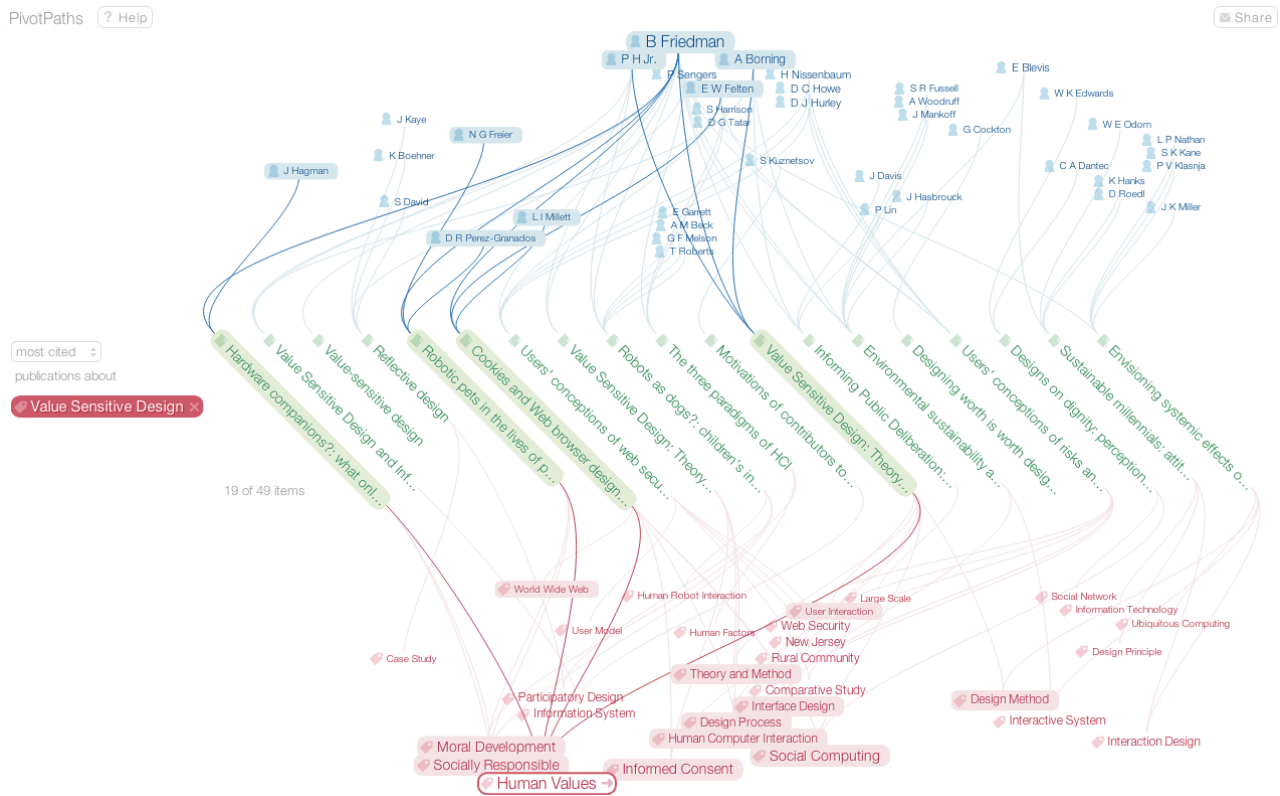 PivotPaths
? Help
Share
B Friedman
P H Jr.
A Borning
P Sengers
H Nissenbaum
E Blevis
E W Felten
D C Howe
S R Fussell
W K Edwards
D J Hurley
A Woodruff
S Harrison
J Mankoff
J Kaye
D G Tatar
W E Odom
N G Freier
G Cockton
L P Nathan
K Boehner
S K Kane
S Kuznetsov
C A Dantec
P V Klasnja
J Hagman
J Davis
K Hanks
J Hasbrouck
D Roedl
S David
P Lin
J K Miller
L I Millett
E Garrett
A M Beck
D R Perez-Granados
G F Melson
T Roberts
most cited
publications about
Value Sensitive Design ×
19 of 49 items
Hardware companions?: what onl...
Value Sensitive Design and Inf...
Value-sensitive design
Reflective design
Robotic pets in the lives of p...
Cookies and Web browser design...
Users' conceptions of web secu...
Value Sensitive Design: Theory...
Robots as dogs?: children's in...
The three paradigms of HCI
Motivations of contributors to...
Value Sensitive Design: Theory...
Informing Public Deliberation:...
Environmental sustainability a...
Designing worth is worth desig...
Users' conceptions of risks an...
Designs on dignity: perception...
Sustainable millennials: attit...
Envisioning systemic effects o...
World Wide Web
Human Robot Interaction
Large Scale
Social Network
User Interaction
Information Technology
User Model
Human Factors
Web Security
Ubiquitous Computing
New Jersey
Case Study
Rural Community
Design Principle
Theory and Method
Participatory Design
Comparative Study
Design Method
Information System
Interface Design
Design Process
Interactive System
Human Computer Interaction
Interaction Design
Moral Development
Social Computing
Socially Responsible
Informed Consent
Human Values →